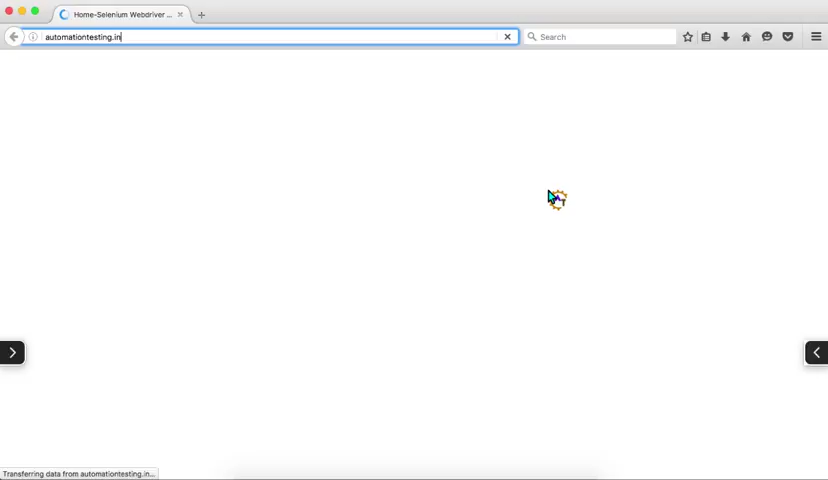 Home-Selenium Webdriver ...
automationtesting.in
Search
Transferring data from automationtesting.in...